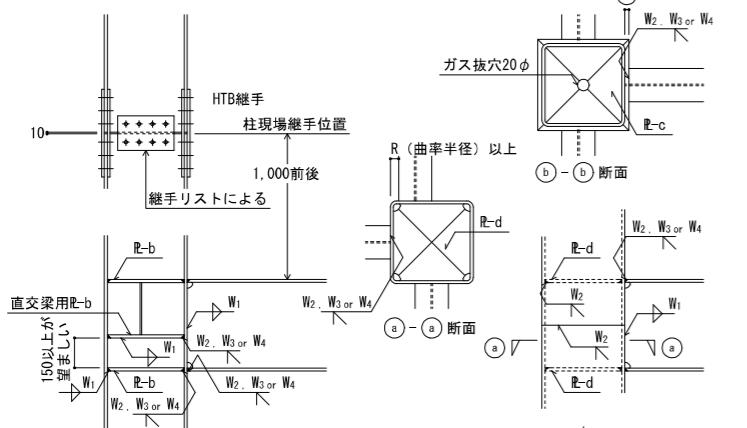 HTB継手
柱現場継手位置
10
1,000前後
継手リストによる
PL-b
直交梁用PL-b
W1
W1
W2, W3 or W4
150以上が
望ましい
W1
PL-b
W2, W3 or W4
W2, W3 or W4
R（曲率半径）以上
PL-d
W2, W3 or W4
a - a 断面
W2, W3 or W4
ガス抜穴20φ
PL-c
b - b 断面
W2, W3 or W4
PL-d
W2
W1
W2
a
a
PL-d